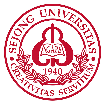 SEJONG UNIVERSITAS
1940
CREATIVITAS SERVITIUM